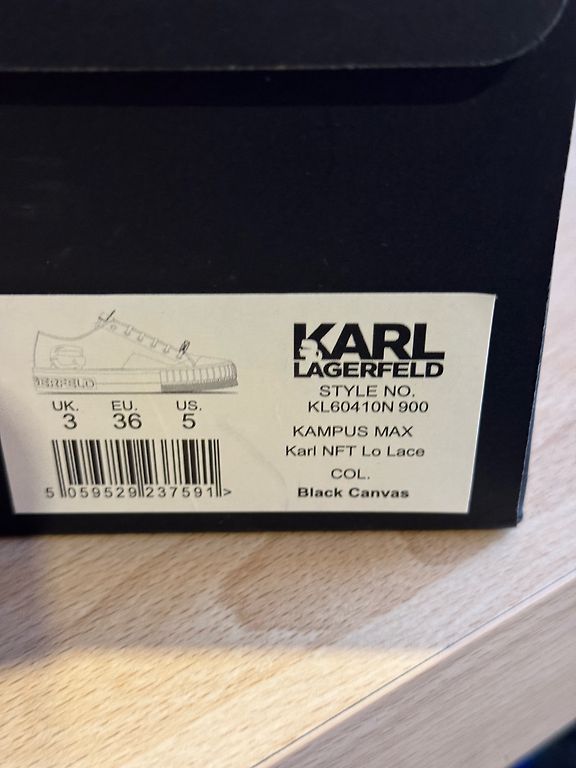 KARL
LAGERFELD
STYLE NO.
KL60410N 900
KAMPUS MAX
Karl NFT Lo Lace
COL.
Black Canvas
ERFELD
UK. EU. US.
3 36 5
5 059529 237591 >